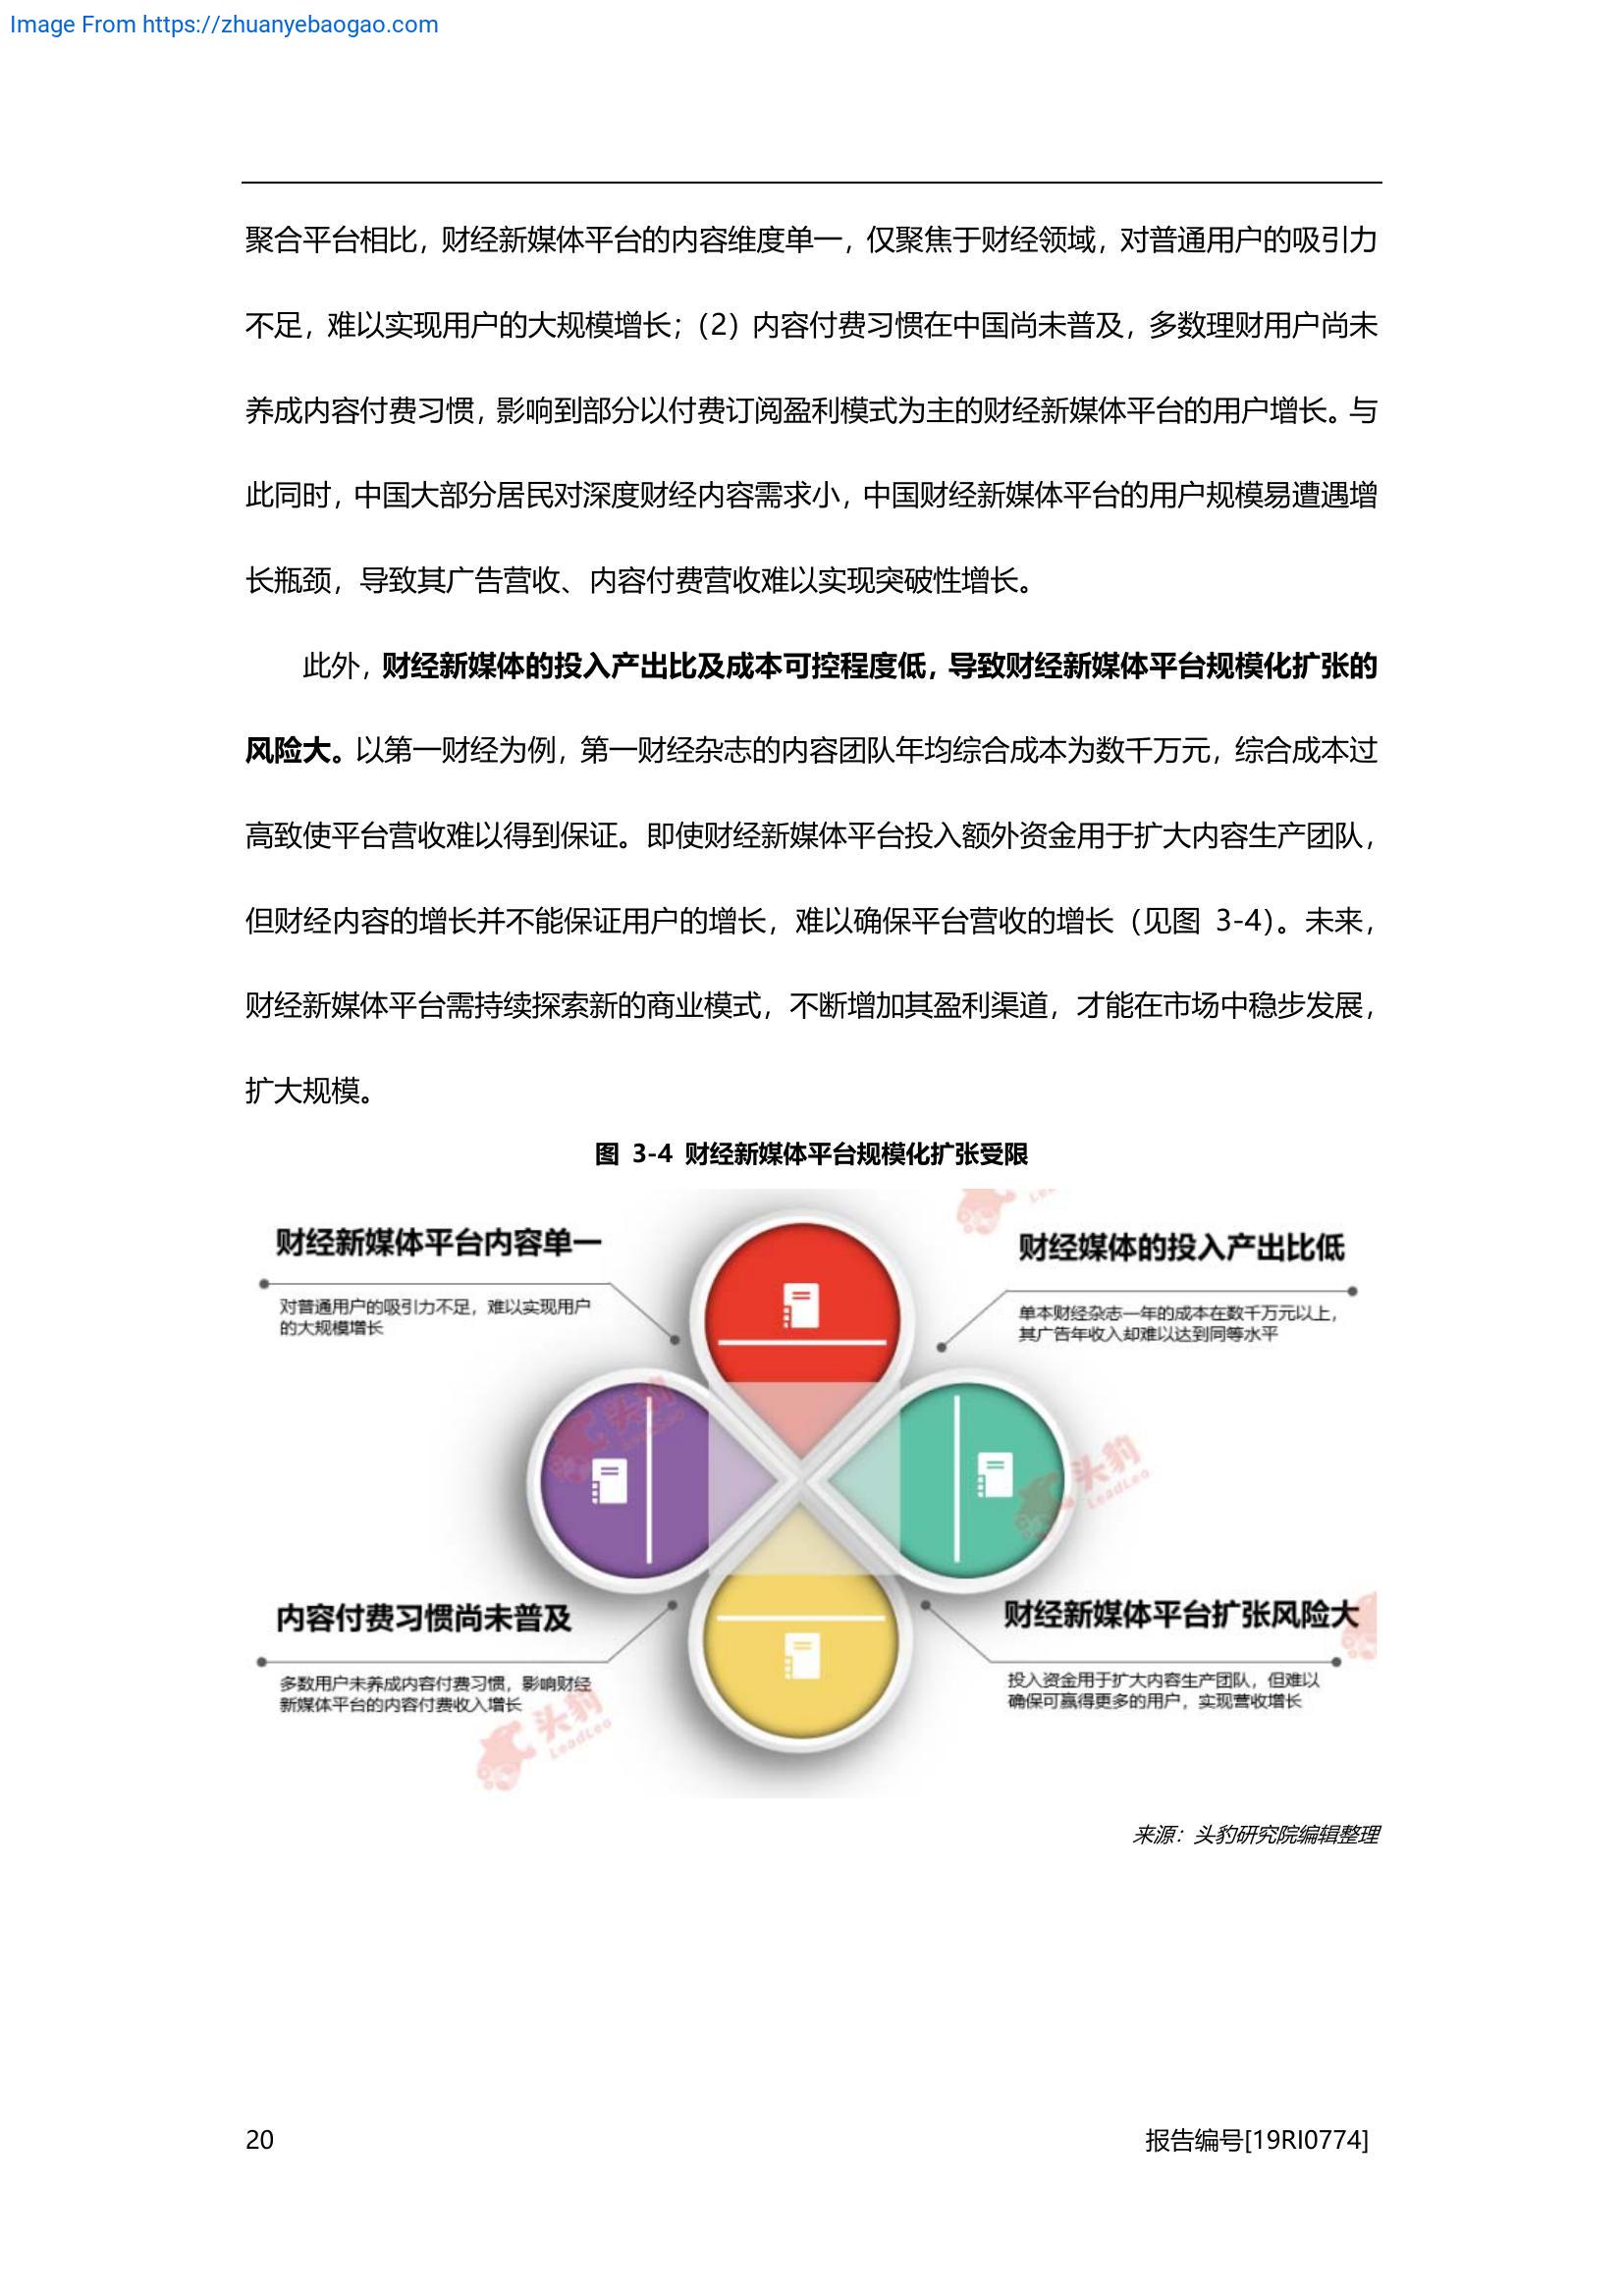 Image From https://zhuanyebaogao.com
聚合平台相比，财经新媒体平台的内容维度单一，仅聚焦于财经领域，对普通用户的吸引力
不足，难以实现用户的大规模增长；（2）内容付费习惯在中国尚未普及，多数理财用户尚未
养成内容付费习惯，影响到部分以付费订阅盈利模式为主的财经新媒体平台的用户增长。与
此同时，中国大部分居民对深度财经内容需求小，中国财经新媒体平台的用户规模易遭遇增
长瓶颈，导致其广告营收、内容付费营收难以实现突破性增长。
此外，财经新媒体的投入产出比及成本可控程度低，导致财经新媒体平台规模化扩张的
风险大。以第一财经为例，第一财经杂志的内容团队年均综合成本为数千万元，综合成本过
高致使平台营收难以得到保证。即使财经新媒体平台投入额外资金用于扩大内容生产团队，
但财经内容的增长并不能保证用户的增长，难以确保平台营收的增长（见图 3-4）。未来，
财经新媒体平台需持续探索新的商业模式，不断增加其盈利渠道，才能在市场中稳步发展，
扩大规模。
图 3-4 财经新媒体平台规模化扩张受限
财经新媒体平台内容单一
对普通用户的吸引力不足，难以实现用户
的大规模增长
财经媒体的投入产出比低
单本财经杂志一年的成本在数千万元以上，
其广告年收入却难以达到同等水平
内容付费习惯尚未普及
多数用户未养成内容付费习惯，影响财经
新媒体平台的内容付费收入增长
财经新媒体平台扩张风险大
投入资金用于扩大内容生产团队，但难以
确保可赢得更多的用户，实现营收增长
头豹
LeadLeo
头豹
LeadLeo
头豹
LeadLeo
来源：头豹研究院编辑整理
20
报告编号[19RI0774]